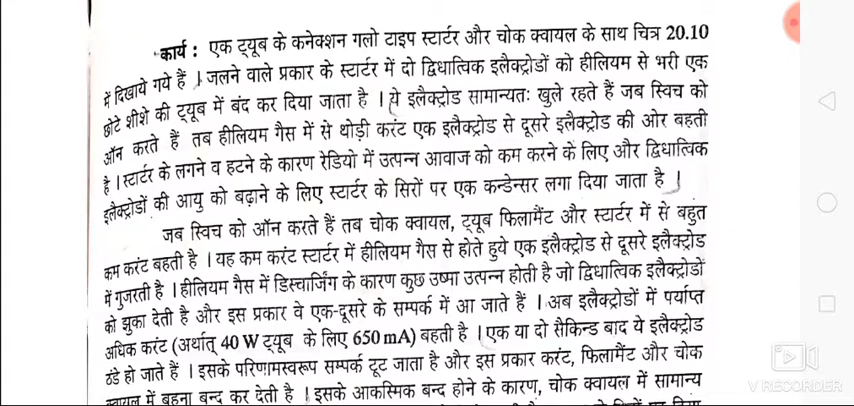 कार्य : एक ट्यूब के कनेक्शन गलो टाइप स्टार्टर और चोक क्वायल के साथ चित्र 20.10
में दिखाये गये हैं । जलने वाले प्रकार के स्टार्टर में दो द्विधात्विक इलैक्ट्रोडों को हीलियम से भरी एक
छोटे शीशे की ट्यूब में बंद कर दिया जाता है । ये इलैक्ट्रोड सामान्यतः खुले रहते हैं जब स्विच को
ऑन करते हैं तब हीलियम गैस में से थोड़ी करंट एक इलैक्ट्रोड से दूसरे इलैक्ट्रोड की ओर बहती
है । स्टार्टर के लगने व हटने के कारण रेडियो में उत्पन्न आवाज को कम करने के लिए और द्विधात्विक
इलैक्ट्रोडों की आयु को बढ़ाने के लिए स्टार्टर के सिरों पर एक कन्डेन्सर लगा दिया जाता है ।
जब स्विच को ऑन करते हैं तब चोक क्वायल, ट्यूब फिलामैंट और स्टार्टर में से बहुत
कम करंट बहती है । यह कम करंट स्टार्टर में हीलियम गैस से होते हुये एक इलैक्ट्रोड से दूसरे इलैक्ट्रोड
में गुजरती है । हीलियम गैस में डिस्चार्जिंग के कारण कुछ उष्मा उत्पन्न होती है जो द्विधात्विक इलैक्ट्रोडों
को झुका देती है और इस प्रकार वे एक-दूसरे के सम्पर्क में आ जाते हैं । अब इलैक्ट्रोडों में पर्याप्त
अधिक करंट (अर्थात् 40 W ट्यूब के लिए 650 mA) बहती है । एक या दो सैकिन्ड बाद ये इलैक्ट्रोड
ठंडे हो जाते हैं । इसके परिणामस्वरूप सम्पर्क टूट जाता है और इस प्रकार करंट, फिलामैंट और चोक
क्वायल में बहना बन्द कर देती है । इसके आकस्मिक बन्द होने के कारण, चोक क्वायल में सामान्य
V RECORDER